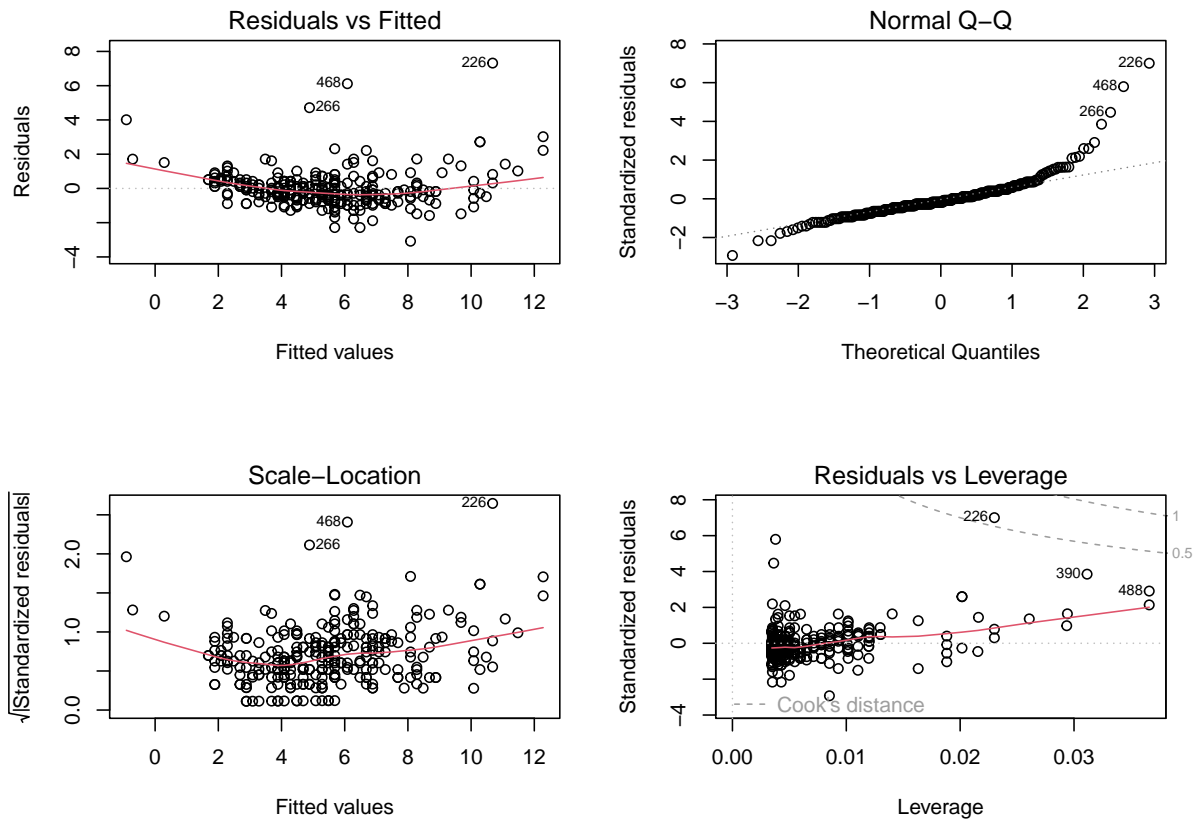 Residuals vs Fitted
Residuals
8
6
4
2
0
−4
226
468
266
0 2 4 6 8 10 12
Fitted values
Normal Q−Q
Standardized residuals
8
6
4
2
0
−2
226
468
266
−3 −2 −1 0 1 2 3
Theoretical Quantiles
Scale−Location
√|Standardized residuals|
2.0
1.0
0.0
226
468
266
0 2 4 6 8 10 12
Fitted values
Residuals vs Leverage
Standardized residuals
8
6
4
2
0
−4
226
390
488
1
0.5
Cook's distance
0.00 0.01 0.02 0.03
Leverage